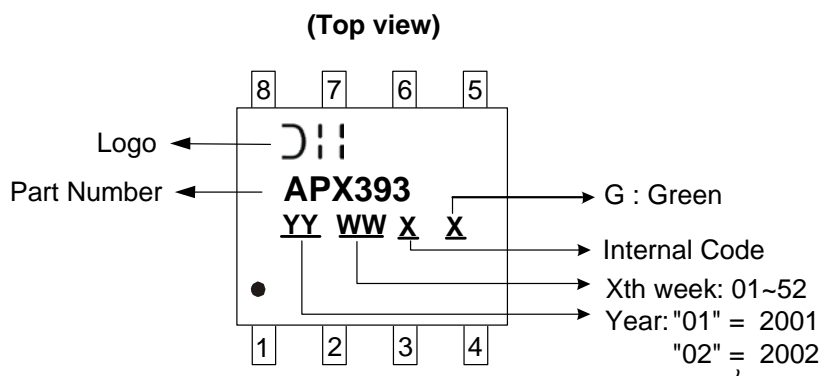 (Top view)
8 7 6 5
Logo
Part Number
APX393
YY WW X X
G : Green
Internal Code
Xth week: 01~52
Year: "01" = 2001
"02" = 2002
~
1 2 3 4